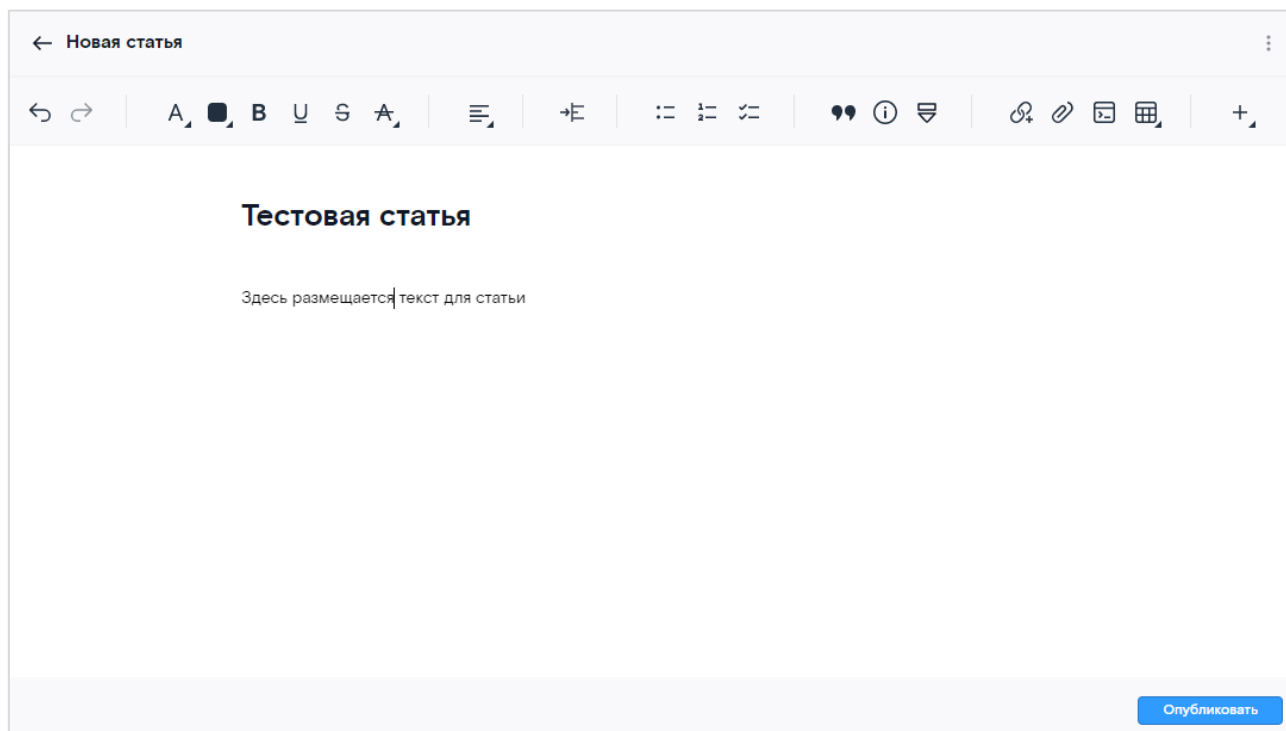 Новая статья
Тестовая статья
Здесь размещается текст для статьи
Опубликовать